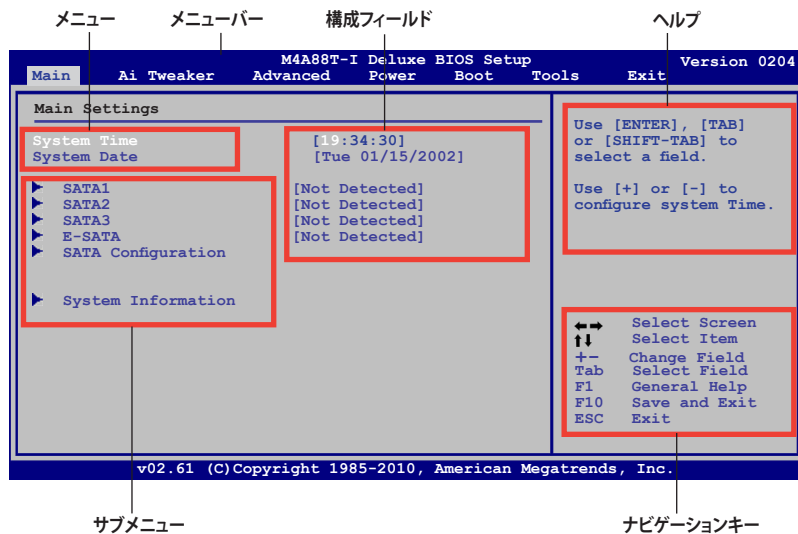 メニュー メニューバー 構成フィールド ヘルプ
M4A88T-I Deluxe BIOS Setup Version 0204
Main Ai Tweaker Advanced Power Boot Tools Exit
Main Settings
System Time [19:34:30]
System Date [Tue 01/15/2002]
SATA1 [Not Detected]
SATA2 [Not Detected]
SATA3 [Not Detected]
E-SATA [Not Detected]
SATA Configuration
System Information
Use [ENTER], [TAB]
or [SHIFT-TAB] to
select a field.
Use [+] or [-] to
configure system Time.
←→ Select Screen
↑↓ Select Item
+- Change Field
Tab Select Field
F1 General Help
F10 Save and Exit
ESC Exit
v02.61 (C)Copyright 1985-2010, American Megatrends, Inc.
サブメニュー ナビゲーションキー